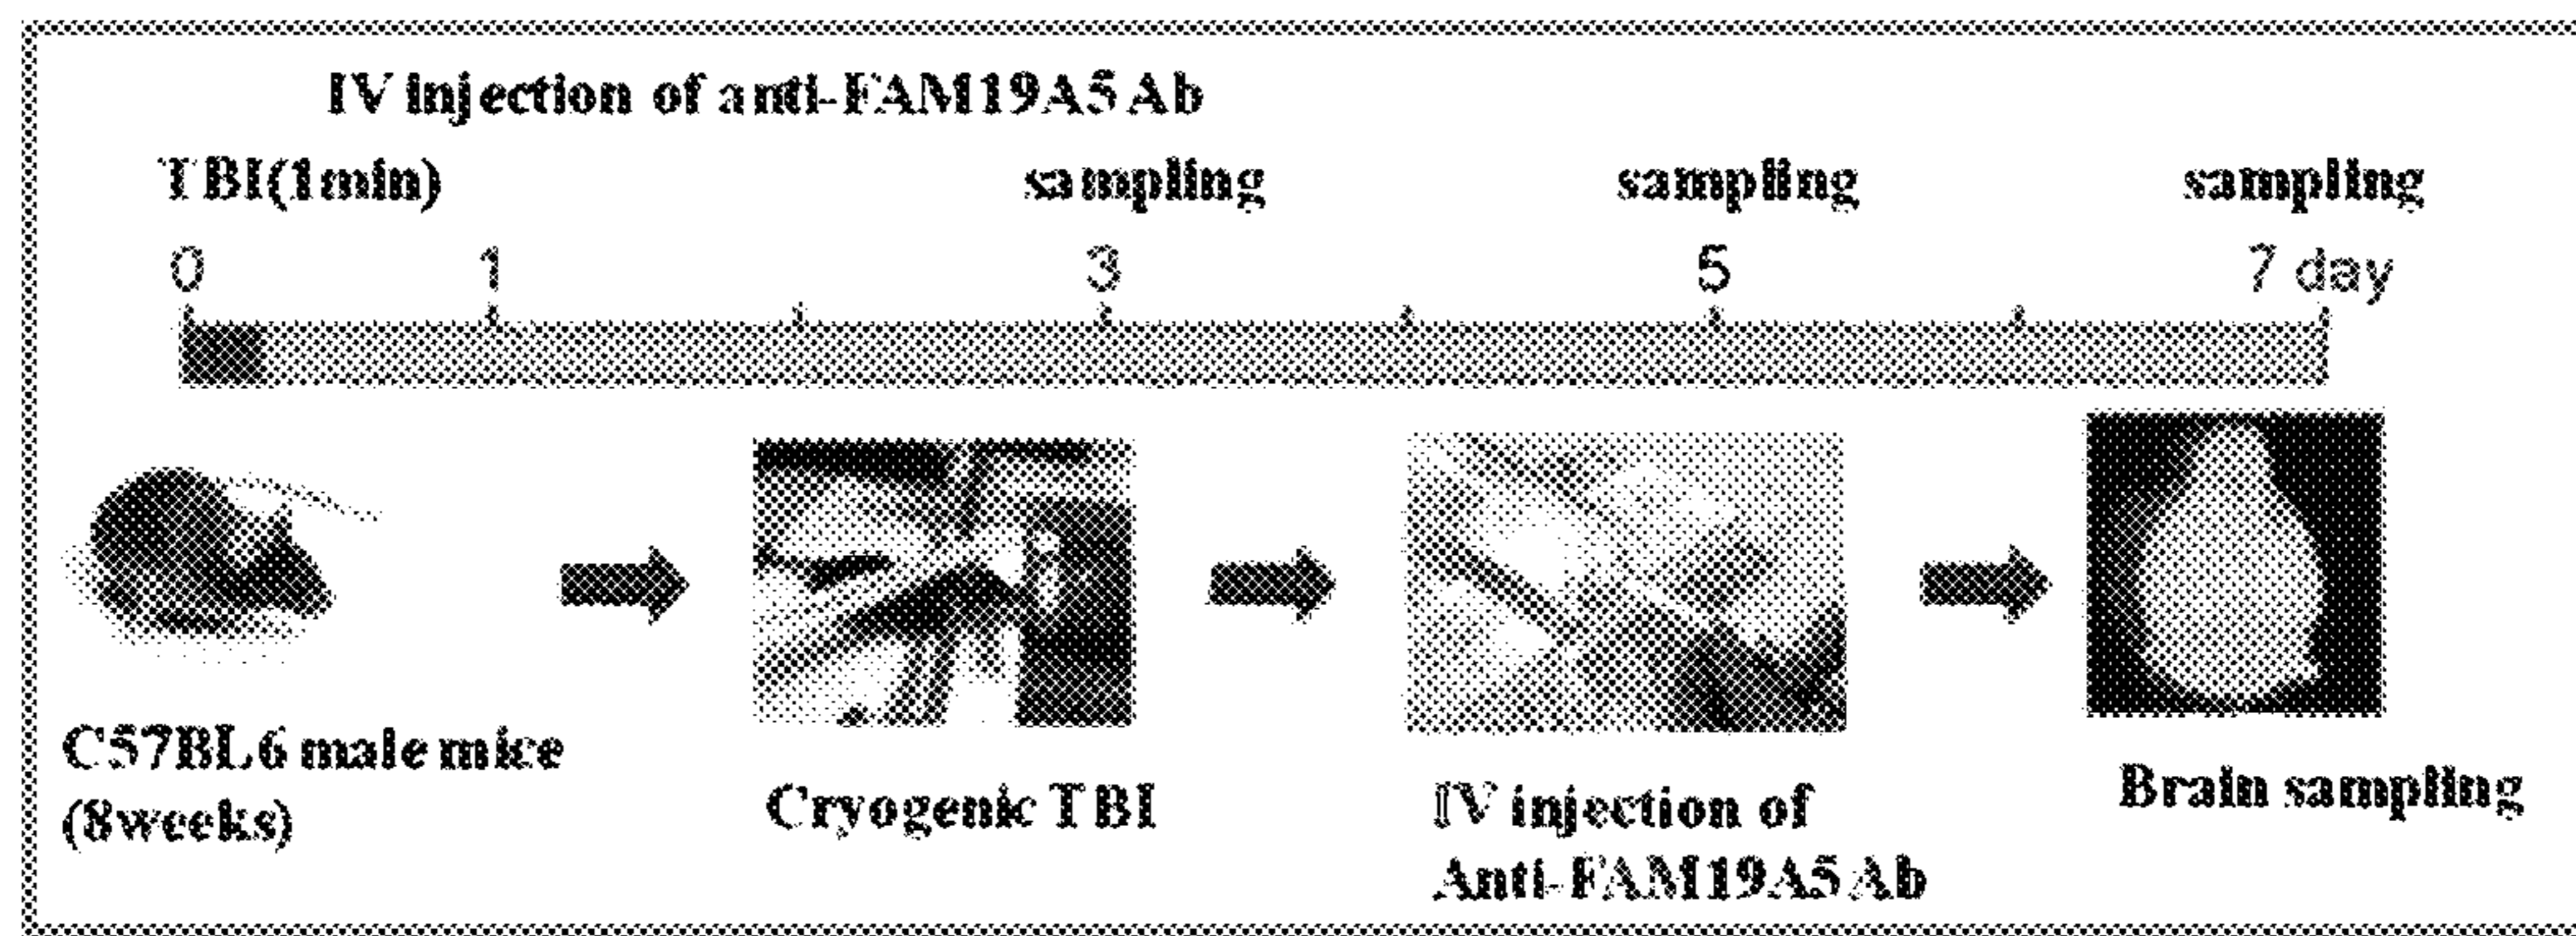 IV injection of anti-FAM19A5 Ab
TBI(1min) sampling sampling sampling
0 1 3 5 7 day
C57BL6 male mice
(8weeks)
Cryogenic TBI
IV injection of
Anti-FAM19A5 Ab
Brain sampling